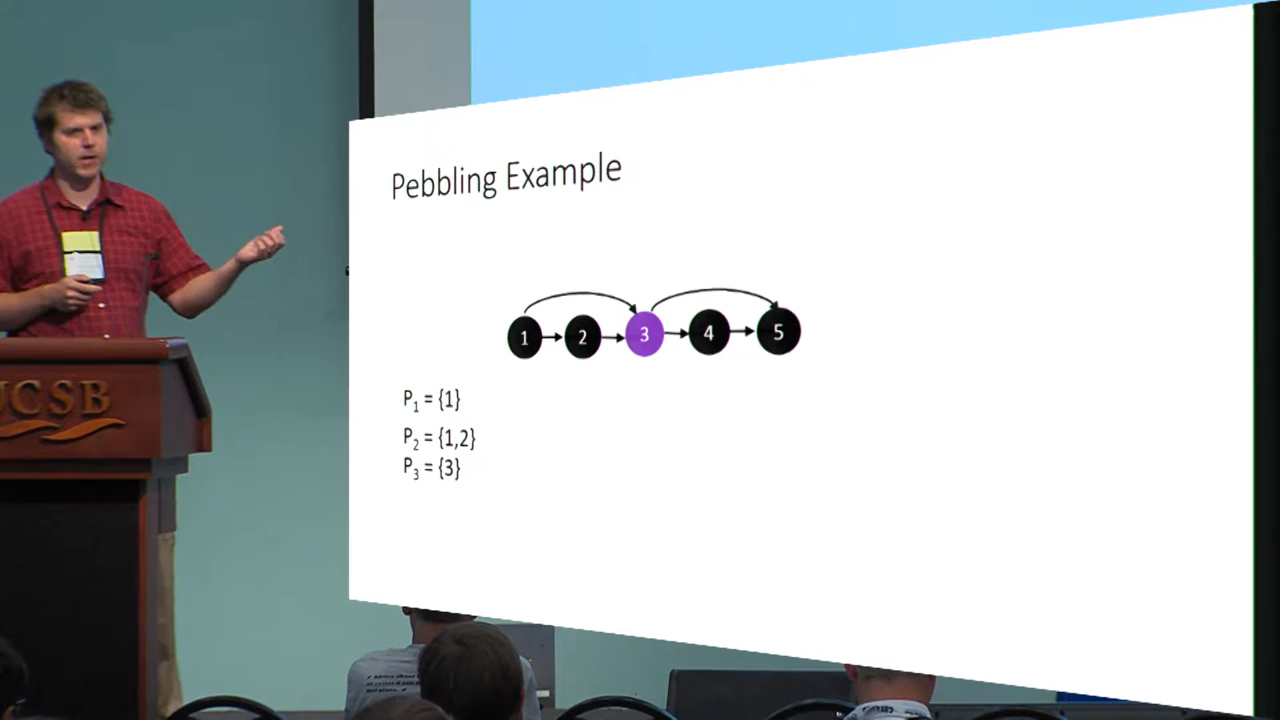 Pebbling Example
1 2 3 4 5
P₁ = {1}
P₂ = {1,2}
P₃ = {3}
UCSB